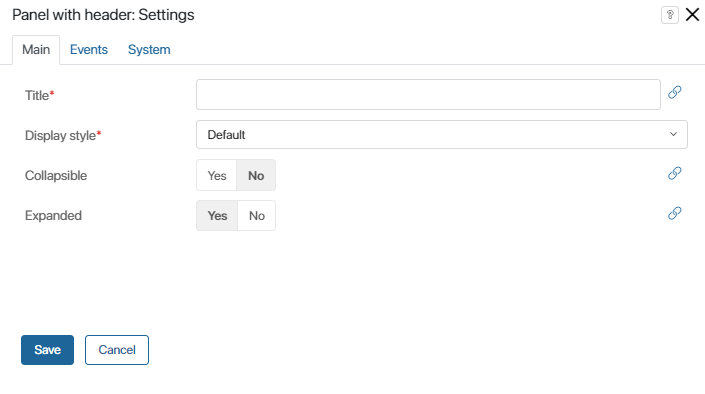 Panel with header: Settings
?
Main Events System
Title*
Display style* Default
Collapsible Yes No
Expanded Yes No
Save Cancel